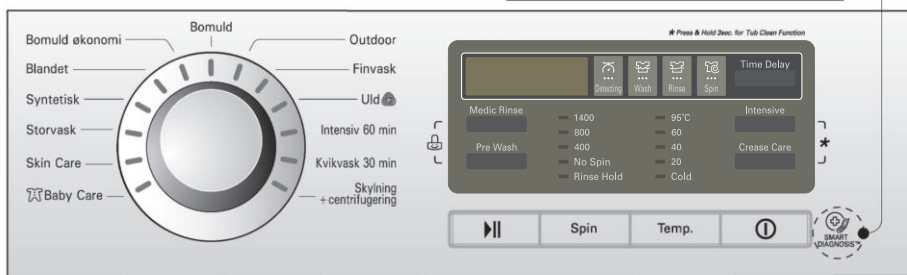 Bomuld
Bomuld økonomi
Outdoor
Blandet
Finvask
Syntetisk
Uld
Storvask
Intensiv 60 min
Skin Care
Kvikvask 30 min
Baby Care
Skylning
+centrifugering
* Press & Hold 3sec. for Tub Clean Function
Detecting
Wash
Rinse
Spin
Time Delay
Medic Rinse
Pre Wash
1400
800
400
No Spin
Rinse Hold
95°C
60
40
20
Cold
Intensive
Crease Care
*
Spin
Temp.
SMART
DIAGNOSIS™